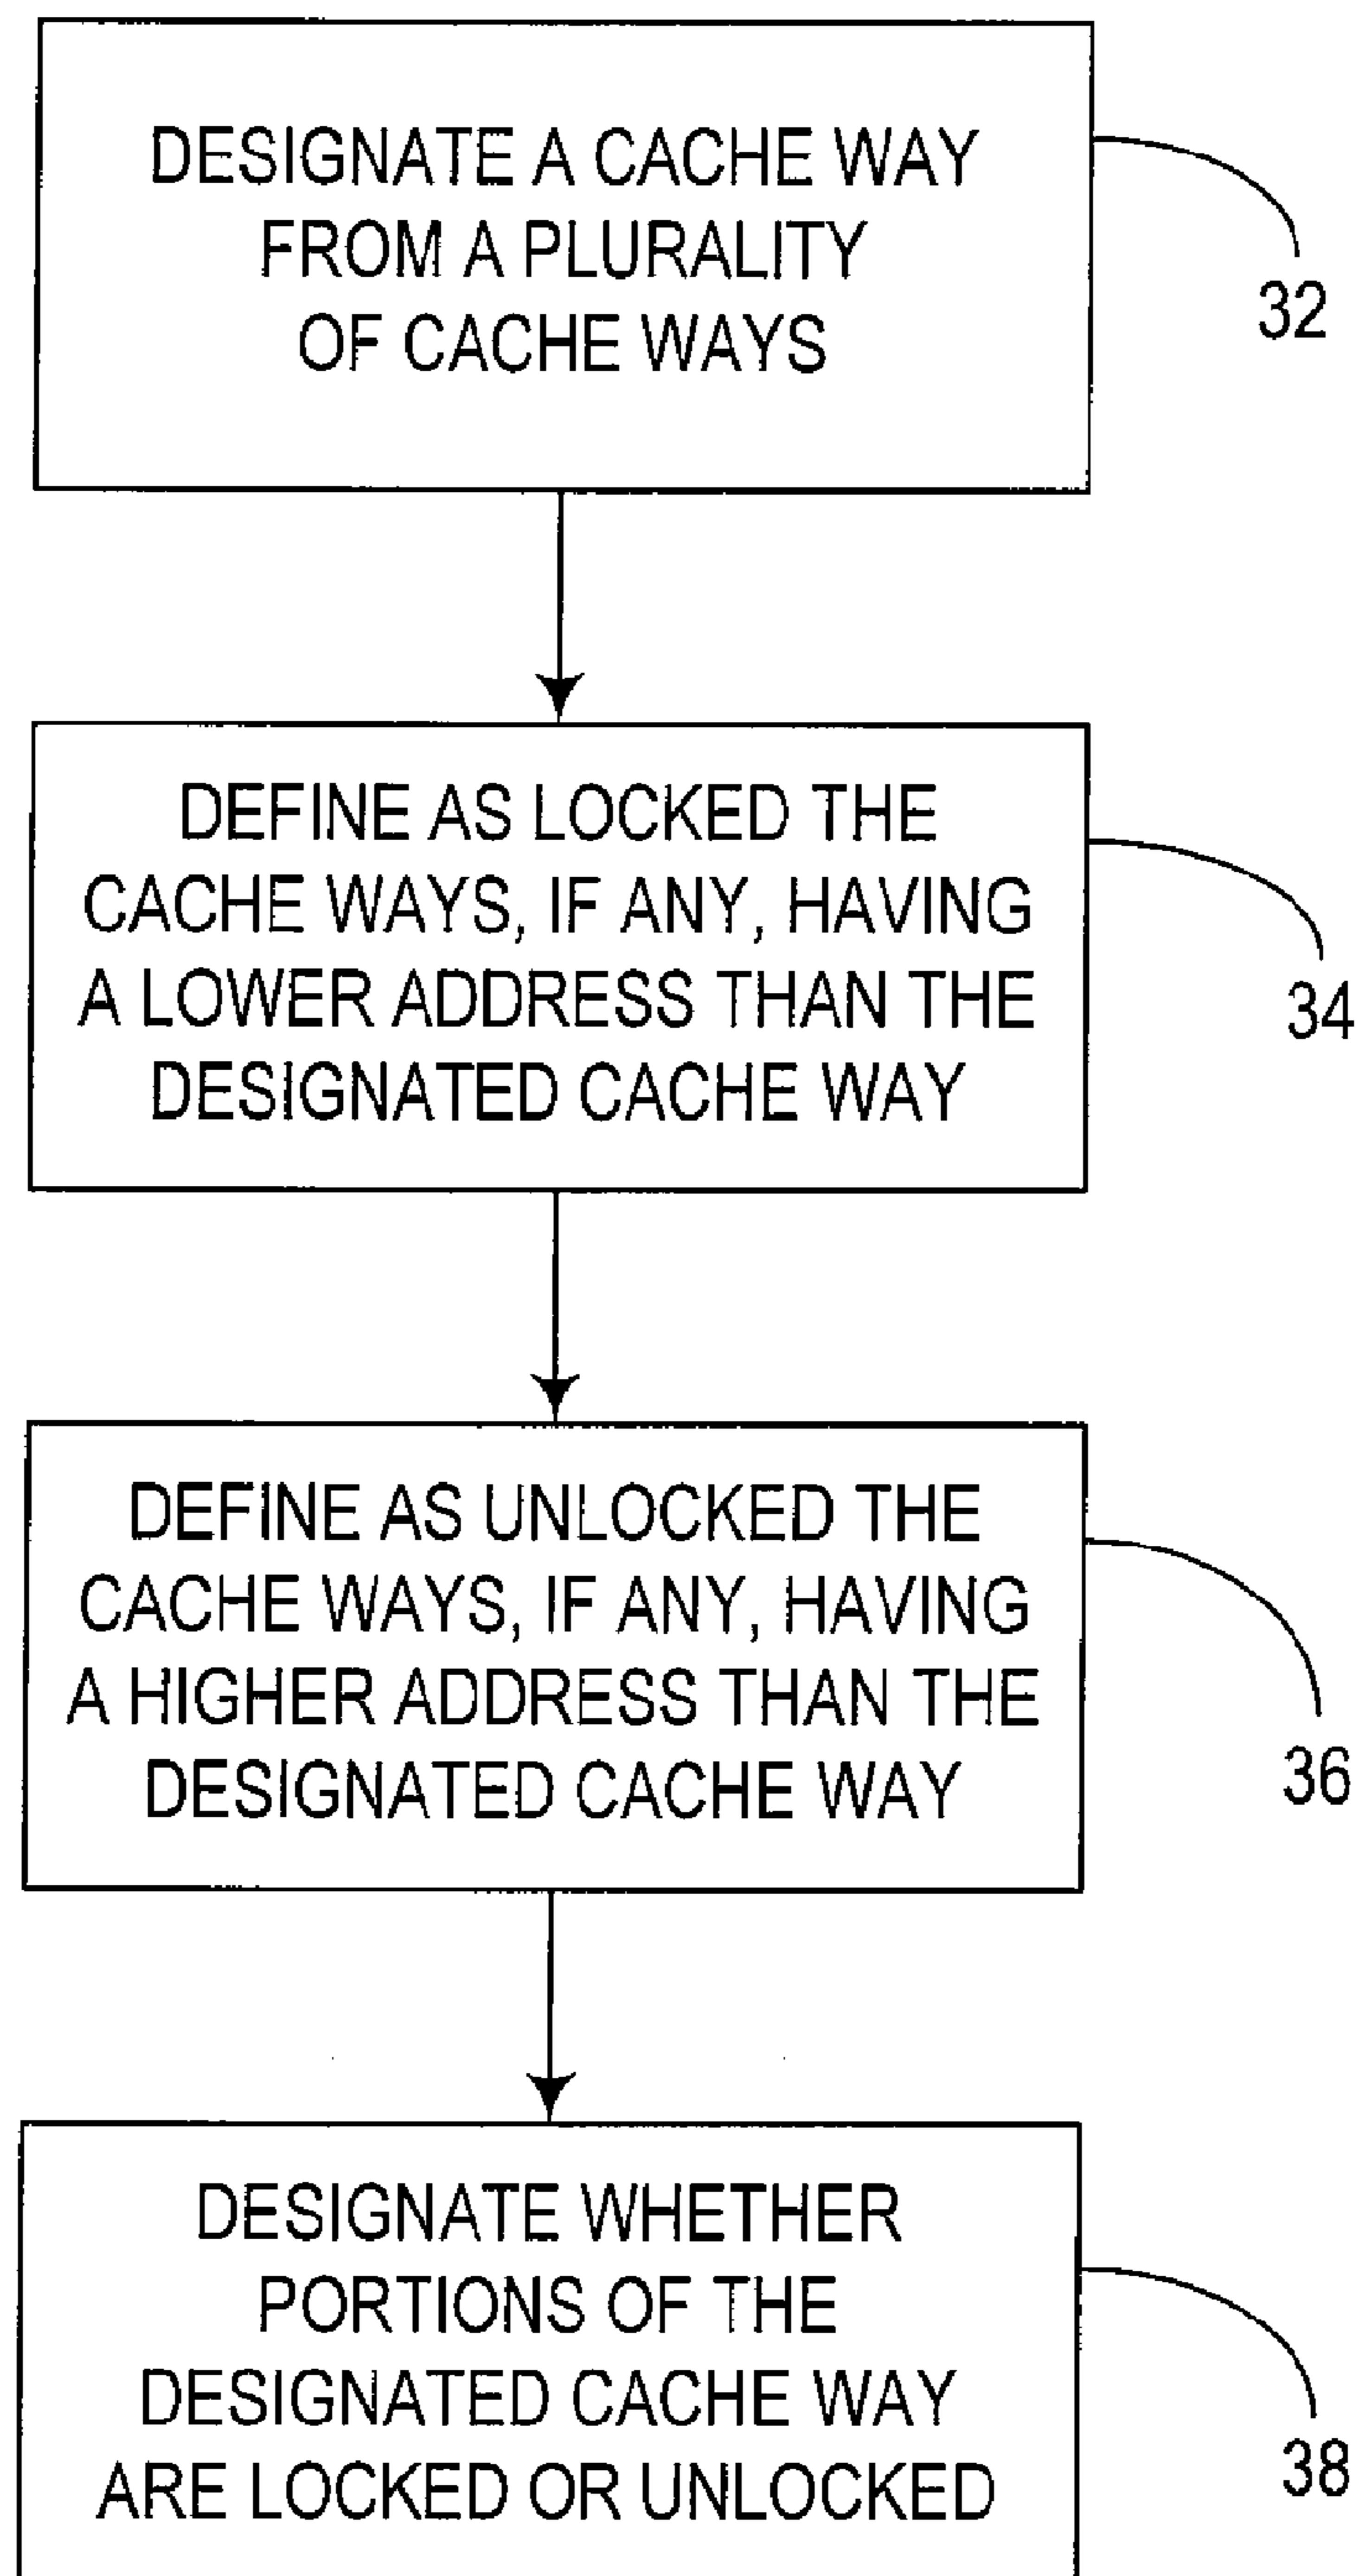 DESIGNATE A CACHE WAY
FROM A PLURALITY
OF CACHE WAYS
32
DEFINE AS LOCKED THE
CACHE WAYS, IF ANY, HAVING
A LOWER ADDRESS THAN THE
DESIGNATED CACHE WAY
34
DEFINE AS UNLOCKED THE
CACHE WAYS, IF ANY, HAVING
A HIGHER ADDRESS THAN THE
DESIGNATED CACHE WAY
36
DESIGNATE WHETHER
PORTIONS OF THE
DESIGNATED CACHE WAY
ARE LOCKED OR UNLOCKED
38